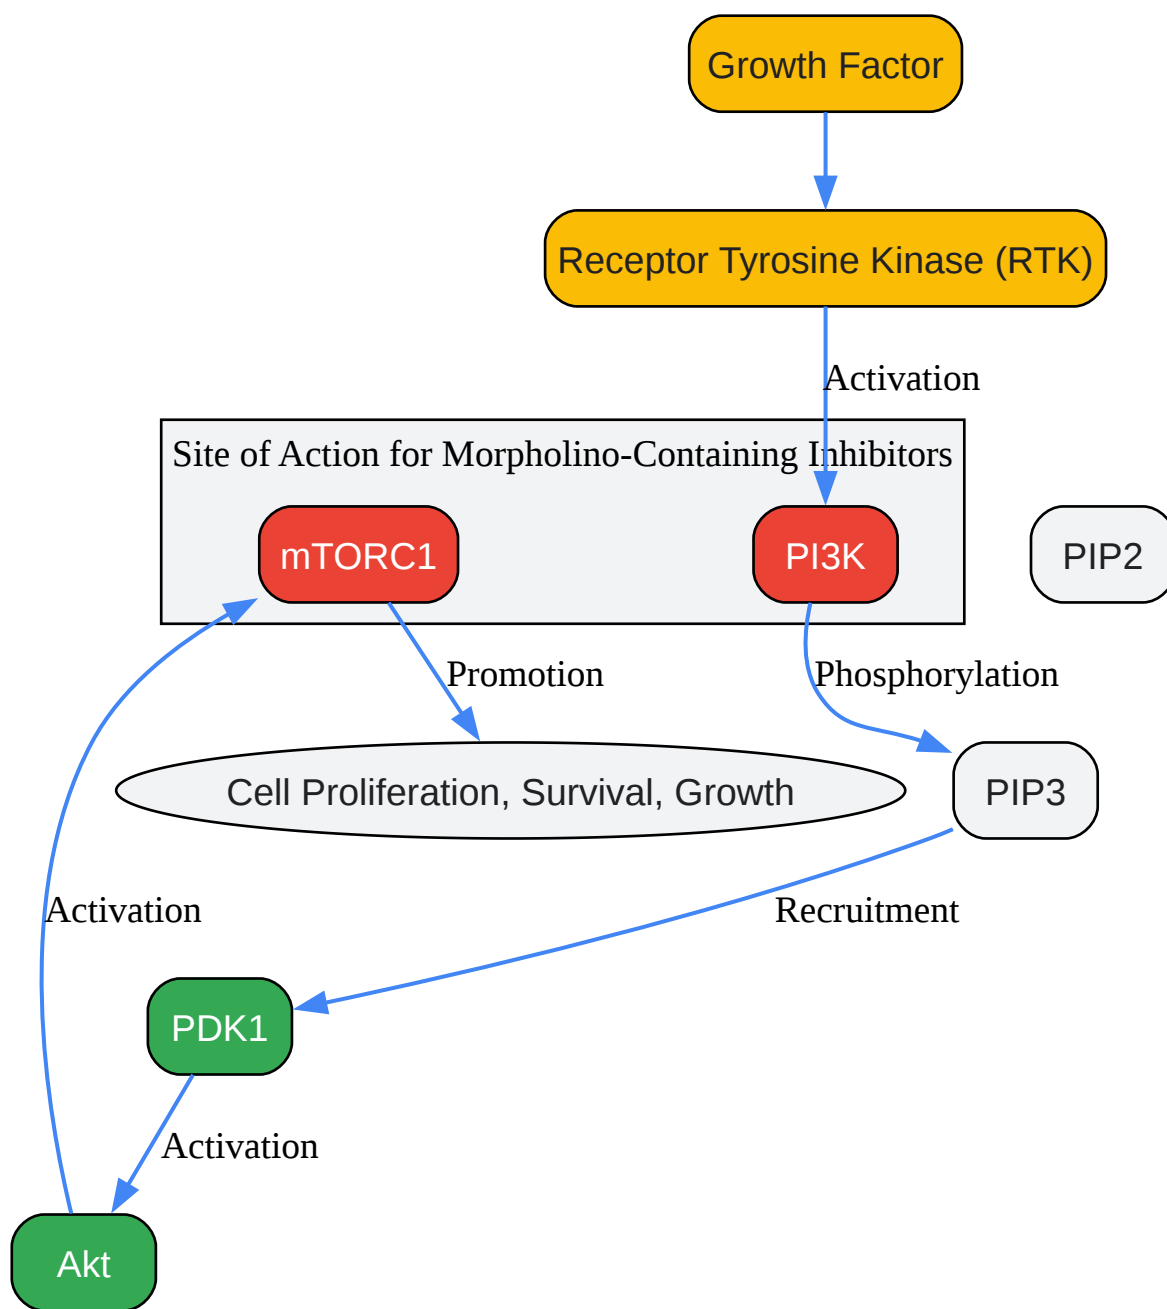 Growth Factor
Receptor Tyrosine Kinase (RTK)
Activation
Site of Action for Morpholino-Containing Inhibitors
mTORC1
PI3K
PIP2
Promotion
Phosphorylation
Cell Proliferation, Survival, Growth
PIP3
Activation
Recruitment
PDK1
Activation
Akt